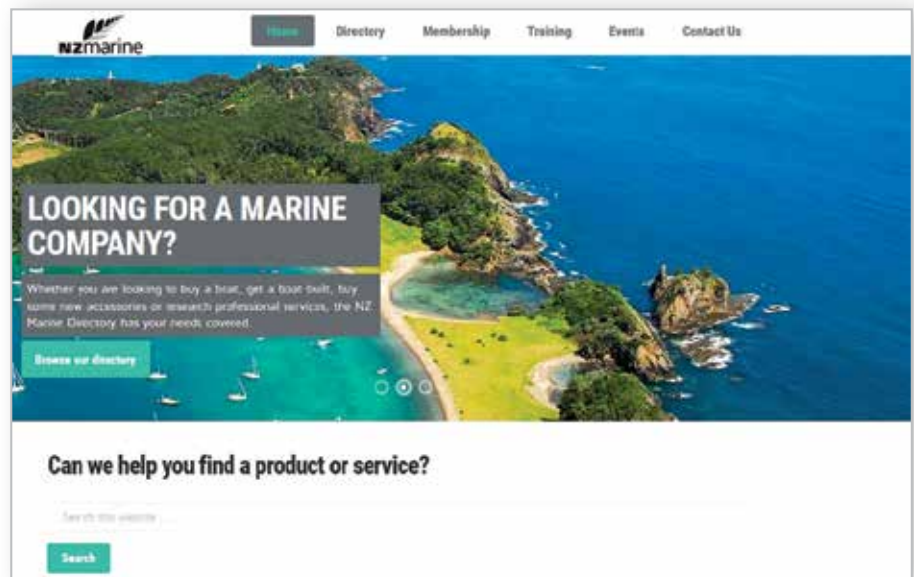 NZmarine
Home Directory Membership Training Events Contact Us
LOOKING FOR A MARINE
COMPANY?
Whether you are looking to buy a boat, get a boat built, buy
some new accessories or research professional services, the NZ
Marine Directory has your needs covered.
Browse our directory
Can we help you find a product or service?
Search this website ...
Search